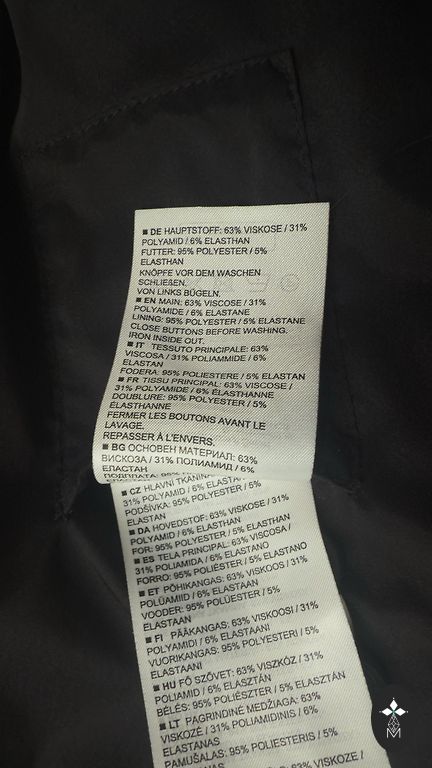 ■ DE HAUPTSTOFF: 63% VISKOSE / 31%
POLYAMID / 6% ELASTHAN
FUTTER: 95% POLYESTER / 5%
ELASTHAN
KNÖPFE VOR DEM WASCHEN
SCHLIEßEN.
VON LINKS BÜGELN.
■ EN MAIN: 63% VISCOSE / 31%
POLYAMIDE / 6% ELASTANE
LINING: 95% POLYESTER / 5% ELASTANE
CLOSE BUTTONS BEFORE WASHING.
IRON INSIDE OUT.
■ IT TESSUTO PRINCIPALE: 63%
VISCOSA / 31% POLIAMMIDE / 6%
ELASTAN
FODERA: 95% POLIESTERE / 5% ELASTAN
■ FR TISSU PRINCIPAL: 63% VISCOSE /
31% POLYAMIDE / 6% ÉLASTHANNE
DOUBLURE: 95% POLYESTER / 5%
ÉLASTHANNE
FERMER LES BOUTONS AVANT LE
LAVAGE.
REPASSER À L'ENVERS.
■ BG ОСНОВЕН МАТЕРИАЛ: 63%
ВИСКОЗА / 31% ПОЛИАМИД / 6%
ЕЛАСТАН
■ CZ HLAVNÍ TKANINA
31% POLYAMID / 6% ELASTAN
PODŠÍVKA: 95% POLYESTER / 5%
ELASTAN
■ DA HOVEDSTOF: 63% VISKOSE / 31%
POLYAMID / 6% ELASTHAN
FOR: 95% POLYESTER / 5% ELASTHAN
■ ES TELA PRINCIPAL: 63% VISCOSA /
31% POLIAMIDA / 6% ELASTANO
FORRO: 95% POLIÉSTER / 5% ELASTANO
■ ET PÕHIKANGAS: 63% VISKOOS / 31%
POLÜAMIID / 6% ELASTAAN
VOODER: 95% POLÜESTER / 5%
ELASTAAN
■ FI PÄÄKANGAS: 63% VISKOOSI / 31%
POLYAMIDI / 6% ELASTAANI
VUORIKANGAS: 95% POLYESTERI / 5%
ELASTAANI
■ HU FŐ SZÖVET: 63% VISZKÓZ / 31%
POLIAMID / 6% ELASZTÁN
BÉLÉS: 95% POLIÉSZTER / 5% ELASZTÁN
■ LT PAGRINDINĖ MEDŽIAGA: 63%
VISKOZĖ / 31% POLIAMIDINIS / 6%
ELASTANAS
PAMUŠALAS: 95% POLIESTERIS / 5%
63% VISKOZE /